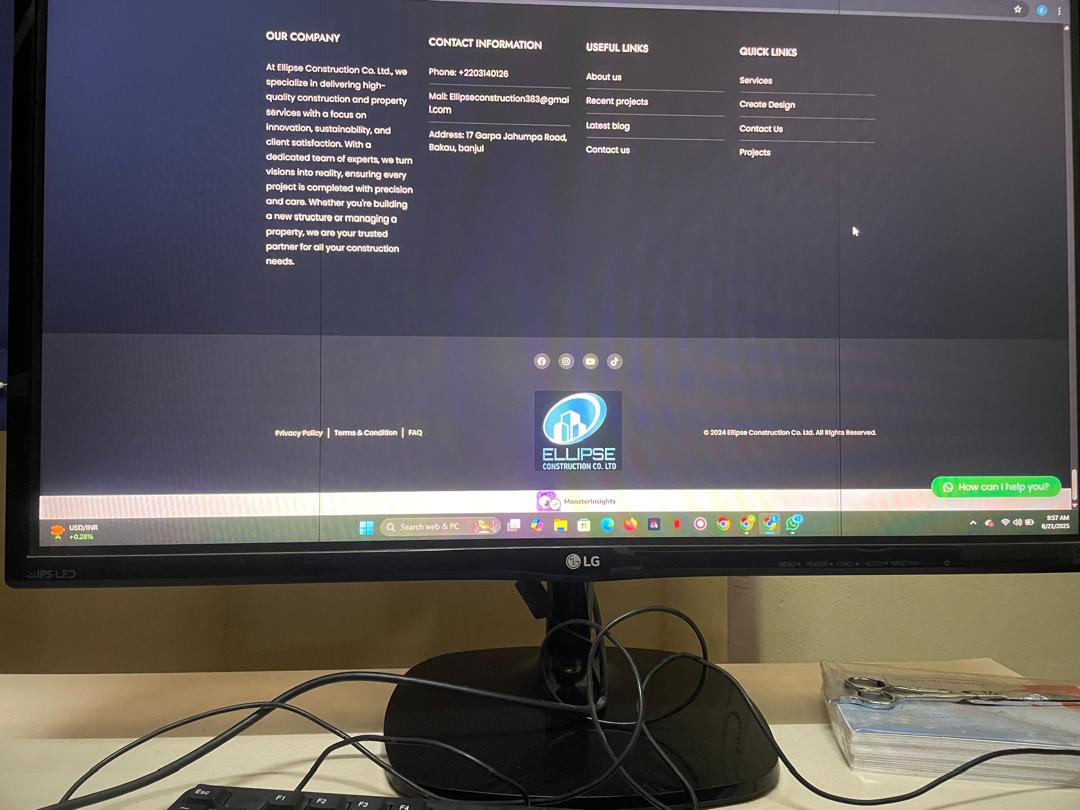 OUR COMPANY
At Ellipse Construction Co. Ltd., we
specialize in delivering high-
quality construction and property
services with a focus on
innovation, sustainability, and
client satisfaction. With a
dedicated team of experts, we turn
visions into reality, ensuring every
project is completed with precision
and care. Whether you're building
a new structure or managing a
property, we are your trusted
partner for all your construction
needs.
CONTACT INFORMATION
Phone: +2203140126
Mail: Ellipseconstruction383@gmai
l.com
Address: 17 Garpa Jahumpa Road,
Bakau, banjul
USEFUL LINKS
About us
Recent projects
Latest blog
Contact us
QUICK LINKS
Services
Create Design
Contact Us
Projects
Privacy Policy | Terms & Condition | FAQ
ELLIPSE
CONSTRUCTION CO. LTD
© 2024 Ellipse Construction Co. Ltd. All Rights Reserved.
How can I help you?
MonsterInsights
USD/INR
+0.28%
Search web & PC
9:57 AM
6/21/2025
IPS LED
LG
Esc
F1
F2
F3
F4